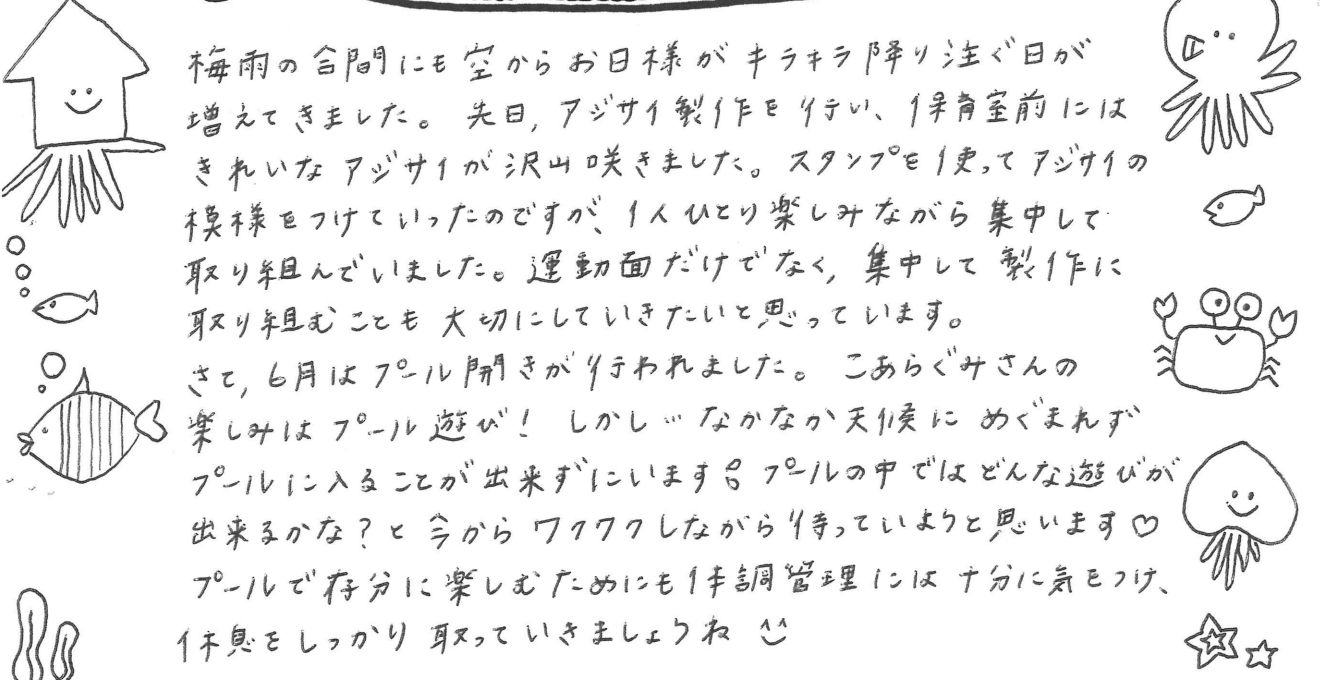 梅雨の合間にも空からお日様がキラキラ降り注ぐ日が
増えてきました。先日,アジサイ製作を行い、保育室前には
きれいなアジサイが沢山咲きました。スタンプを使ってアジサイの
模様をつけていったのですが、1人ひとり楽しみながら集中して
取り組んでいました。運動面だけでなく,集中して製作に
取り組むことも大切にしていきたいと思っています。
さて,6月はプール開きが行われました。こあらぐみさんの
楽しみはプール遊び!しかし…なかなか天候にめぐまれず
プールに入ることが出来ずにいます。プールの中ではどんな遊びが
出来るかな?と今からワクワクしながら待っていようと思います♡
プールで存分に楽しむためにも体調管理には十分に気をつけ、
休息をしっかり取っていきましょうね